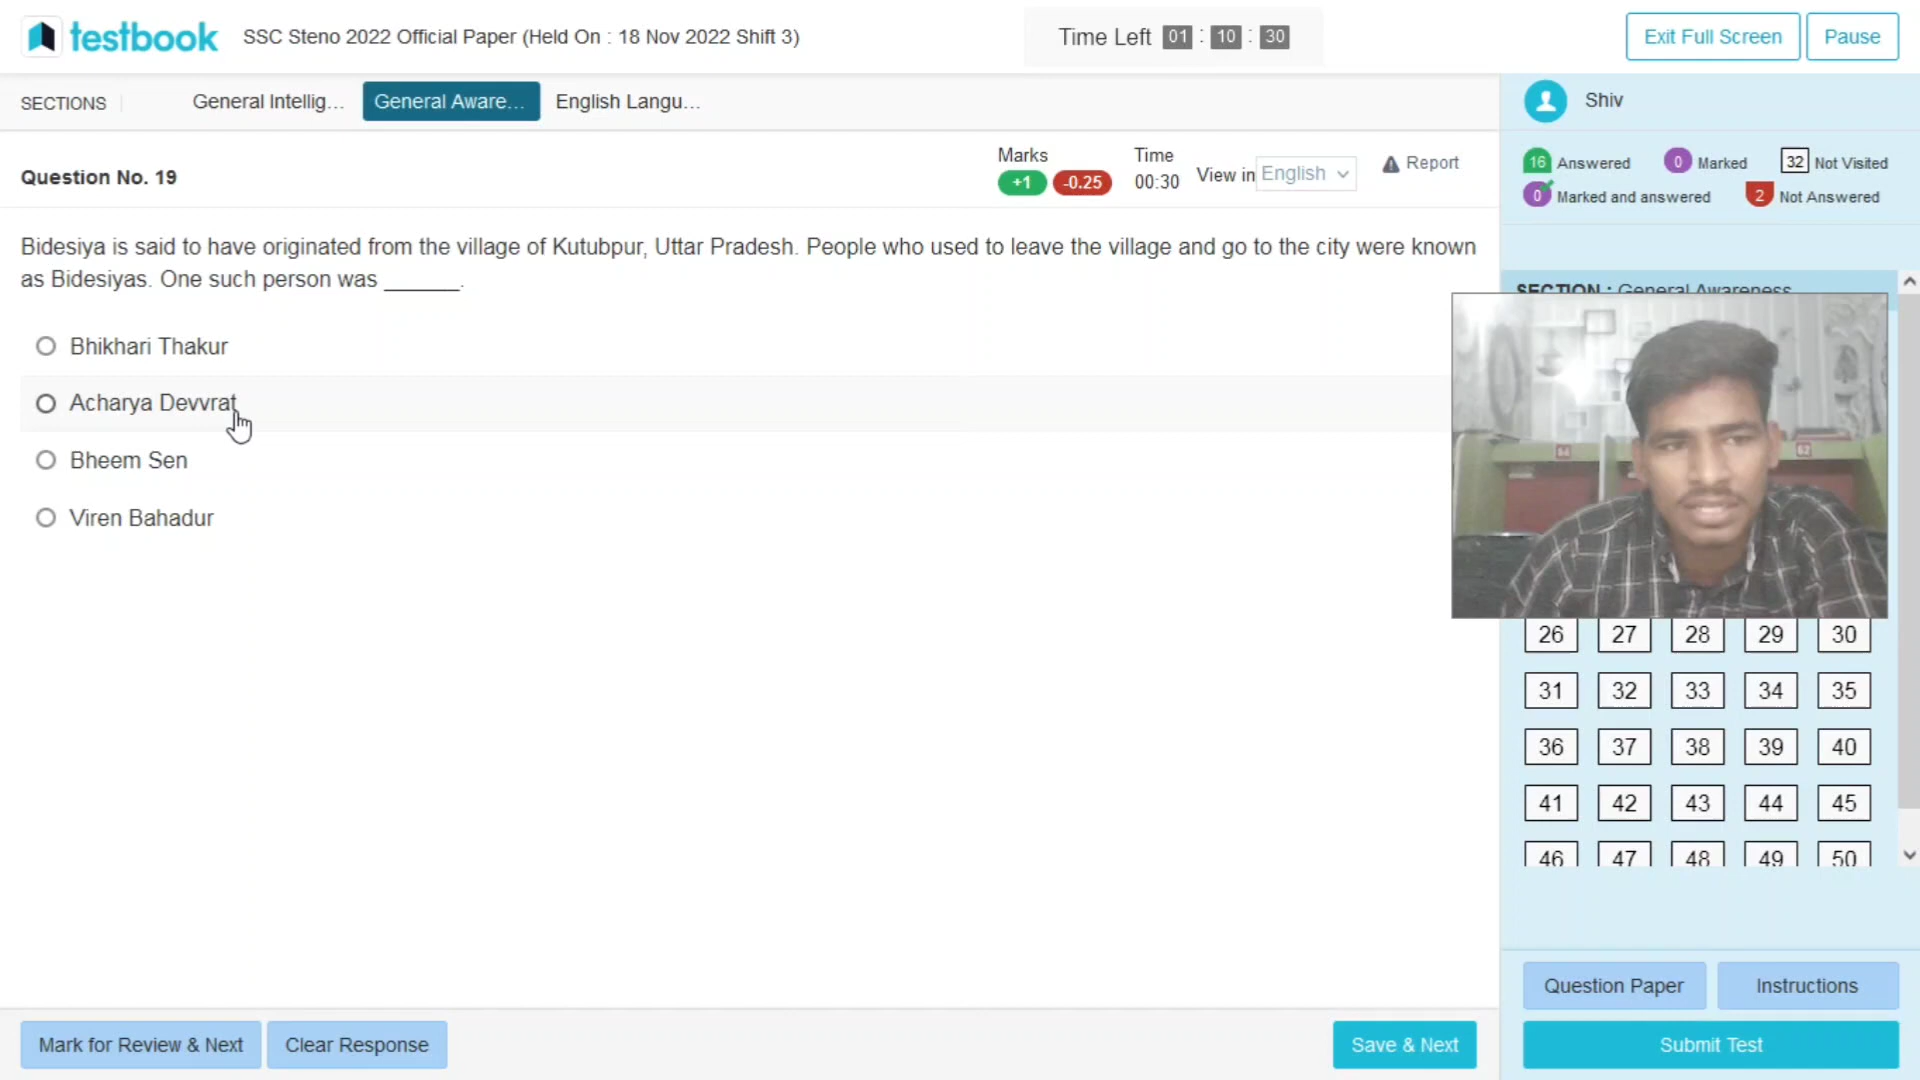 testbook SSC Steno 2022 Official Paper (Held On : 18 Nov 2022 Shift 3) Time Left 01 : 10 : 30 Exit Full Screen Pause
SECTIONS General Intellig... General Aware... English Langu...
Shiv
Question No. 19
Marks
+1 -0.25
Time
00:30
View in English
Report
16 Answered 0 Marked 32 Not Visited
0 Marked and answered 2 Not Answered
Bidesiya is said to have originated from the village of Kutubpur, Uttar Pradesh. People who used to leave the village and go to the city were known
as Bidesiyas. One such person was ______.
Bhikhari Thakur
Acharya Devvrat
Bheem Sen
Viren Bahadur
SECTION : General Awareness
64 62
26 27 28 29 30
31 32 33 34 35
36 37 38 39 40
41 42 43 44 45
46 47 48 49 50
Question Paper Instructions
Mark for Review & Next Clear Response Save & Next Submit Test